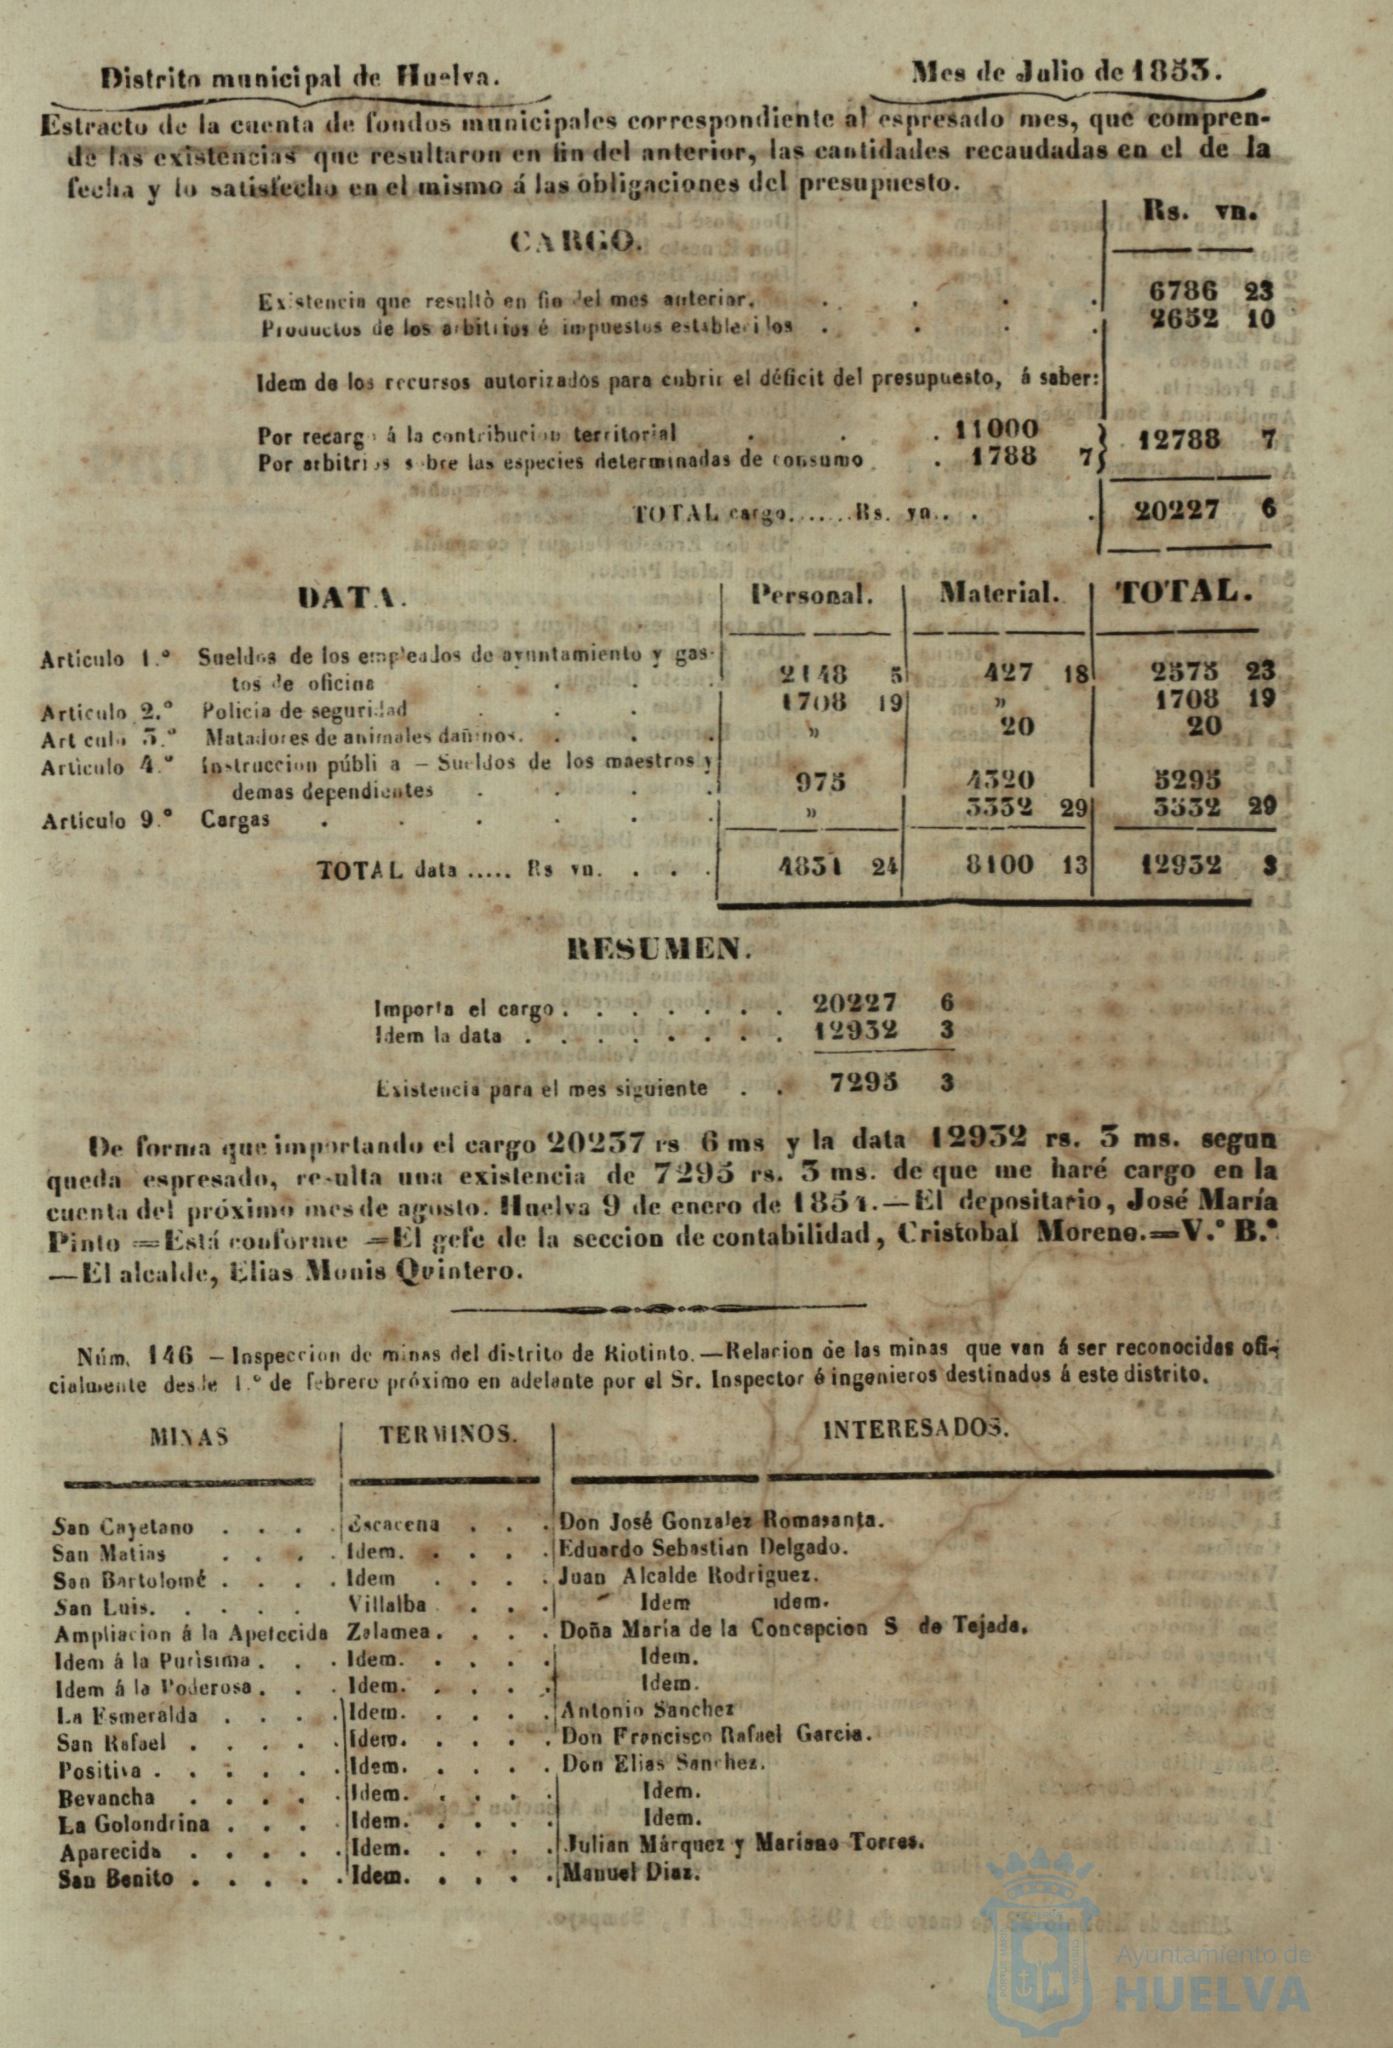 Distrito municipal de Huelva. Mes de Julio de 1853.
Estracto de la cuenta de fondos municipales correspondiente al espresado mes, que compren-
de las existencias que resultaron en fin del anterior, las cantidades recaudadas en el de la
fecha y lo satisfecho en el mismo á las obligaciones del presupuesto.
Rs. vn.
CARGO.
Existencia que resultò en fin del mes anterior. . . . . 6786 23
Productos de los arbitrios é impuestos establecidos . . . . 2652 10
Idem de los recursos autorizados para cubrir el déficit del presupuesto, á saber:
Por recargo á la contribucion territorial . . . 11000
Por arbitrios sobre las especies determinadas de consumo . 1788 7} 12788 7
TOTAL cargo......Rs. vn.. . . 20227 6
DATA. Personal. Material. TOTAL.
Articulo 1.º Sueldos de los empleados de ayuntamiento y gas-
tos de oficina . . . . 2148 5 427 18 2575 23
Articulo 2.º Policia de seguridad . . . 1708 19 » 1708 19
Articulo 3.º Matadores de animales dañinos. . . . » 20 20
Articulo 4.º Instruccion pública — Sueldos de los maestros y
demas dependientes . . . . 975 4320 5295
Articulo 9.º Cargas . . . . . . » 3332 29 3332 29
TOTAL data ..... Rs vn. . . . 4831 24 8100 13 12932 3
RESUMEN.
Importa el cargo. . . . . . . . 20227 6
Idem la data . . . . . . . . . 12932 3
Existencia para el mes siguiente . . 7295 3
De forma que importando el cargo 20237 rs 6 ms y la data 12932 rs. 3 ms. segun
queda espresado, resulta una existencia de 7295 rs. 3 ms. de que me haré cargo en la
cuenta del próximo mes de agosto. Huelva 9 de enero de 1854.—El depositario, José María
Pinto =Está conforme =El gefe de la seccion de contabilidad, Cristobal Moreno.=V.º B.º
—El alcalde, Elias Monis Quintero.
Núm. 146 — Inspeccion de minas del distrito de Riotinto.—Relacion de las minas que van á ser reconocidas ofi-
cialmente desde 1.º de febrero próximo en adelante por el Sr. Inspector é ingenieros destinados á este distrito.
MINAS TERMINOS. INTERESADOS.
San Cayetano . . . . Escacena . . . Don José Gonzalez Romasanta.
San Matias . . . . Idem. . . . . Eduardo Sebastian Delgado.
San Bartolomé . . . . Idem . . . . Juan Alcalde Rodriguez.
San Luis. . . . . Villalba . . . Idem idem.
Ampliacion á la Apetecida Zalamea. . . . . Doña María de la Concepcion S de Tejada.
Idem á la Purìsima . . . Idem. . . . . Idem.
Idem á la Poderosa . . . Idem. . . . . Idem.
La Esmeralda . . . . Idem. . . . . Antonio Sanchez
San Rafael . . . . . Idem. . . . . Don Francisco Rafael Garcia.
Positiva . . . . . . Idem. . . . . Don Elias Sanchez.
Bevancha . . . . . Idem. . . . . Idem.
La Golondrina . . . . Idem. . . . . Idem.
Aparecida . . . . . Idem. . . . . Julian Márquez y Mariano Torres.
San Benito . . . . . Idem. . . . . Manuel Diaz.
Ayuntamiento de
HUELVA